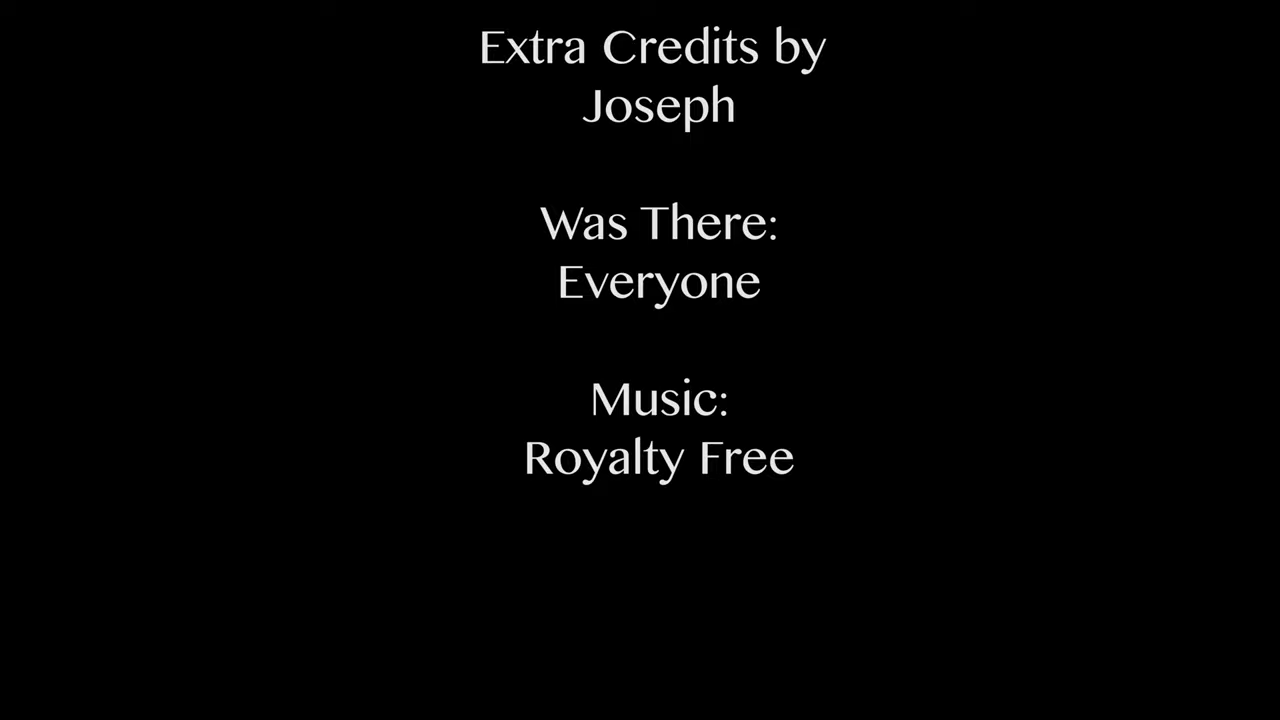 Extra Credits by
Joseph
Was There:
Everyone
Music:
Royalty Free